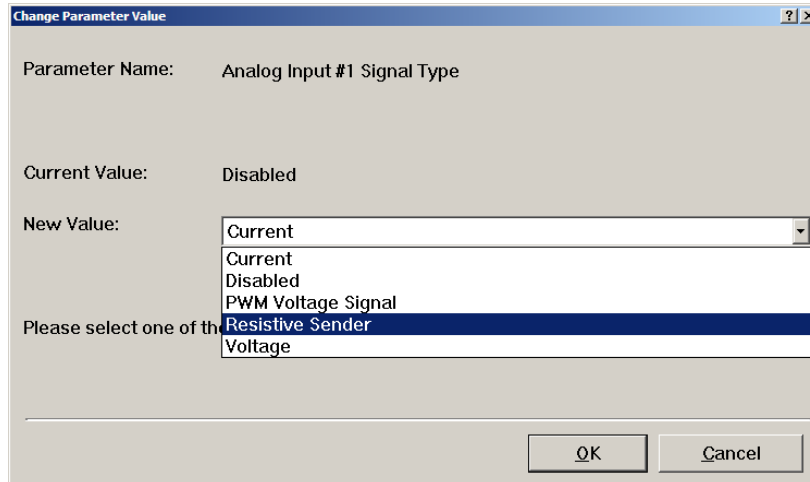 Change Parameter Value
Parameter Name: Analog Input #1 Signal Type
Current Value: Disabled
New Value: Current
Current
Disabled
PWM Voltage Signal
Please select one of the Resistive Sender
Voltage
OK Cancel